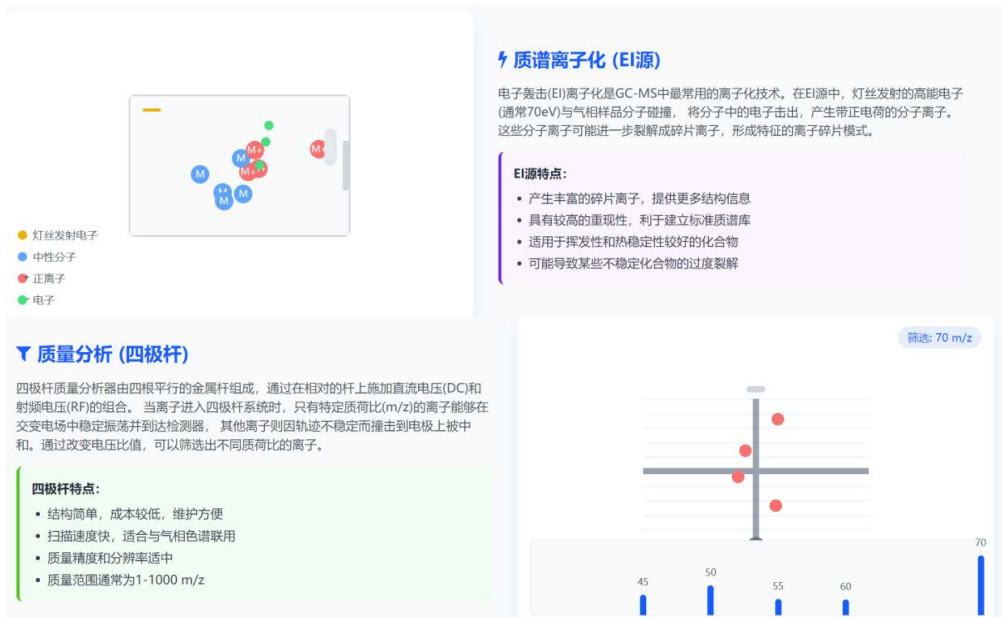 M+
M+
M
M+
M
M
M
灯丝发射电子
中性分子
正离子
电子
质谱离子化 (EI源)
电子轰击(EI)离子化是GC-MS中最常用的离子化技术。在EI源中，灯丝发射的高能电子
(通常70eV)与气相样品分子碰撞， 将分子中的电子击出，产生带正电荷的分子离子。
这些分子离子可能进一步裂解成碎片离子，形成特征的离子碎片模式。
EI源特点：
• 产生丰富的碎片离子，提供更多结构信息
• 具有较高的重现性，利于建立标准质谱库
• 适用于挥发性和热稳定性较好的化合物
• 可能导致某些不稳定化合物的过度裂解
质量分析 (四极杆)
四极杆质量分析器由四根平行的金属杆组成，通过在相对的杆上施加直流电压(DC)和
射频电压(RF)的组合。 当离子进入四极杆系统时，只有特定质荷比(m/z)的离子能够在
交变电场中稳定振荡并到达检测器， 其他离子则因轨迹不稳定而撞击到电极上被中
和。通过改变电压比值，可以筛选出不同质荷比的离子。
四极杆特点：
• 结构简单，成本较低，维护方便
• 扫描速度快，适合与气相色谱联用
• 质量精度和分辨率适中
• 质量范围通常为1-1000 m/z
筛选: 70 m/z
45
50
55
60
70